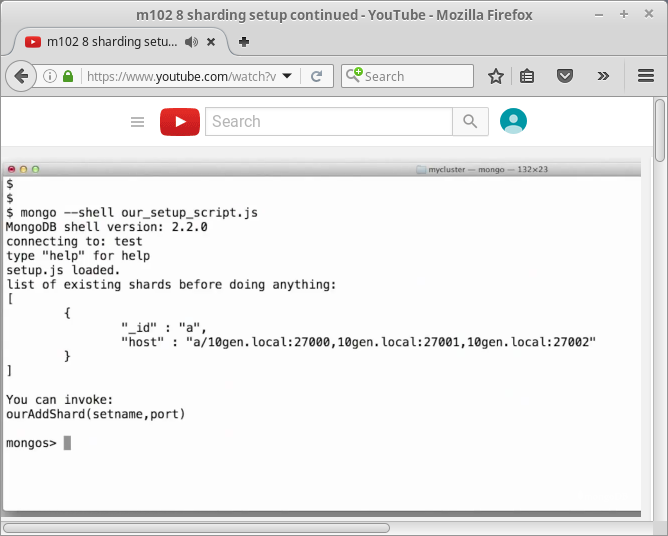 m102 8 sharding setup continued - YouTube - Mozilla Firefox
m102 8 sharding setu...
https://www.youtube.com/watch?v
Search
Search
mycluster — mongo — 132×23
$
$
$ mongo --shell our_setup_script.js
MongoDB shell version: 2.2.0
connecting to: test
type "help" for help
setup.js loaded.
list of existing shards before doing anything:
[
{
"_id" : "a",
"host" : "a/10gen.local:27000,10gen.local:27001,10gen.local:27002"
}
]
You can invoke:
ourAddShard(setname,port)
mongos>